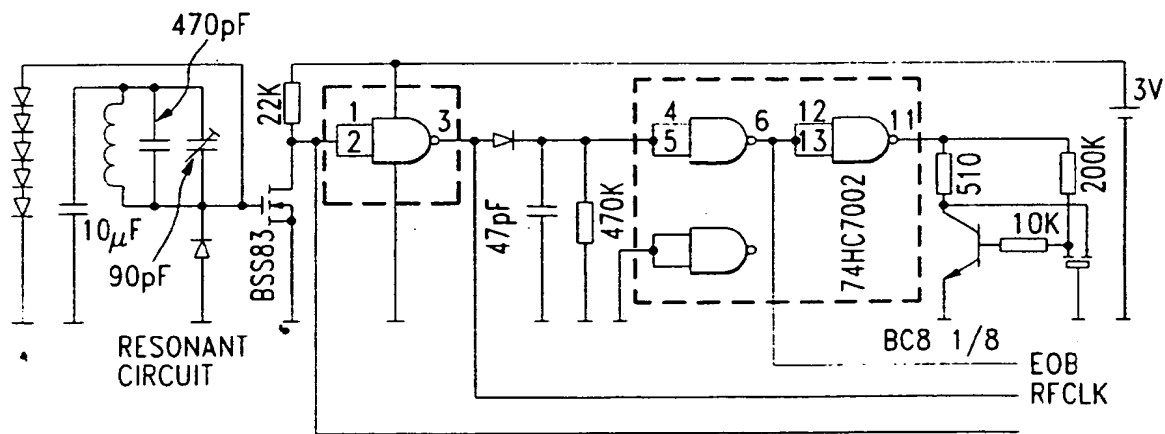 470pF
22K
1
2
3
4
5
6
12
13
11
3V
10μF
90pF
BSS83
47pF
470K
74HC7002
510
200K
10K
RESONANT
CIRCUIT
BC8 1/8
EOB
RFCLK